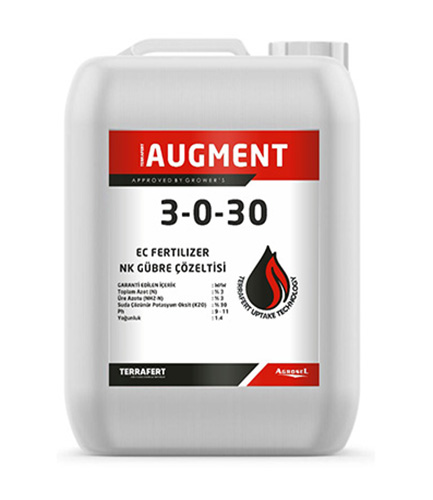 TERRAFERT
AUGMENT
APPROVED BY GROWER'S
3-0-30
EC FERTILIZER
NK GÜBRE ÇÖZELTİSİ
GARANTİ EDİLEN İÇERİK : W/W
Toplam Azot (N) : % 3
Üre Azotu (NH2-N) : % 3
Suda Çözünür Potasyum Oksit (K2O) : % 30
Ph : 9 - 11
Yoğunluk : 1.4
TERRAFERT UPTAKE TECHNOLOGY
TERRAFERT
Agrosel